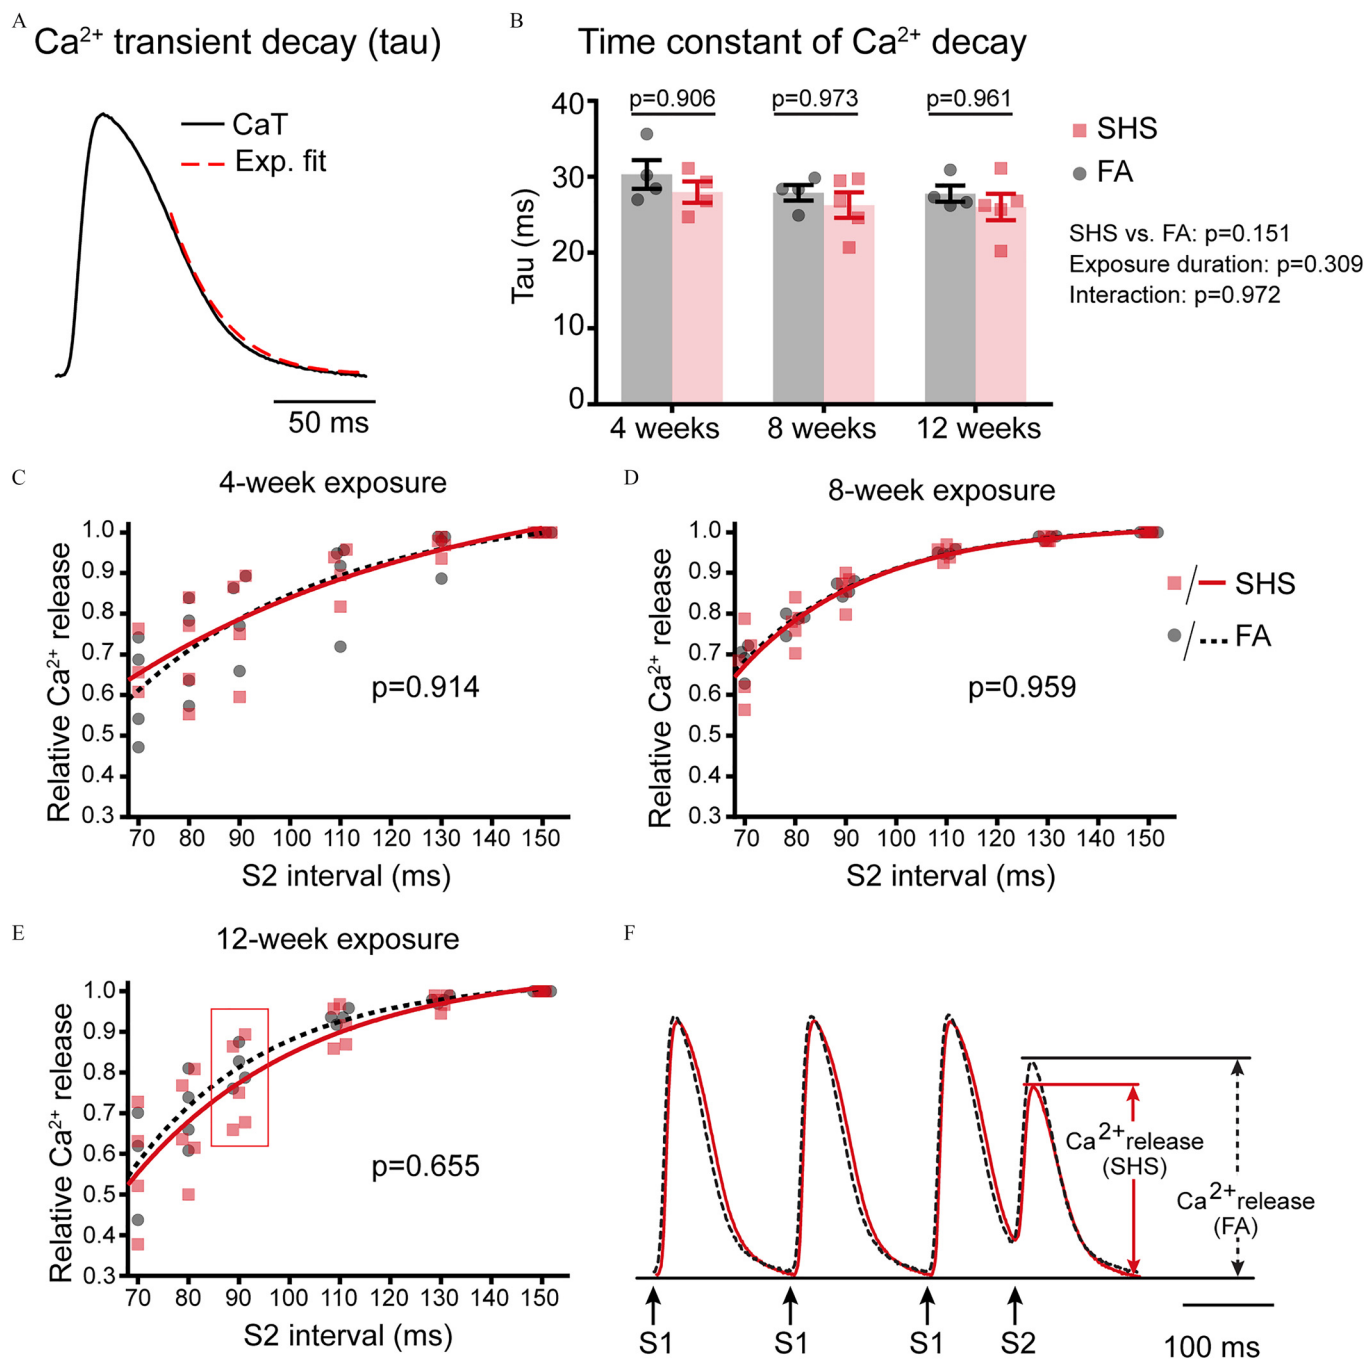 A
Ca2+ transient decay (tau)
CaT
Exp. fit
50 ms
B
Time constant of Ca2+ decay
p=0.906
p=0.973
p=0.961
40
30
20
10
0
Tau (ms)
4 weeks
8 weeks
12 weeks
SHS
FA
SHS vs. FA: p=0.151
Exposure duration: p=0.309
Interaction: p=0.972
C
4-week exposure
1.0
0.9
0.8
0.7
0.6
0.5
0.4
0.3
Relative Ca2+ release
p=0.914
70 80 90 100 110 120 130 140 150
S2 interval (ms)
D
8-week exposure
1.0
0.9
0.8
0.7
0.6
0.5
0.4
0.3
Relative Ca2+ release
p=0.959
70 80 90 100 110 120 130 140 150
S2 interval (ms)
SHS
FA
E
12-week exposure
1.0
0.9
0.8
0.7
0.6
0.5
0.4
0.3
Relative Ca2+ release
p=0.655
70 80 90 100 110 120 130 140 150
S2 interval (ms)
F
Ca2+release
(SHS)
Ca2+release
(FA)
S1
S1
S1
S2
100 ms